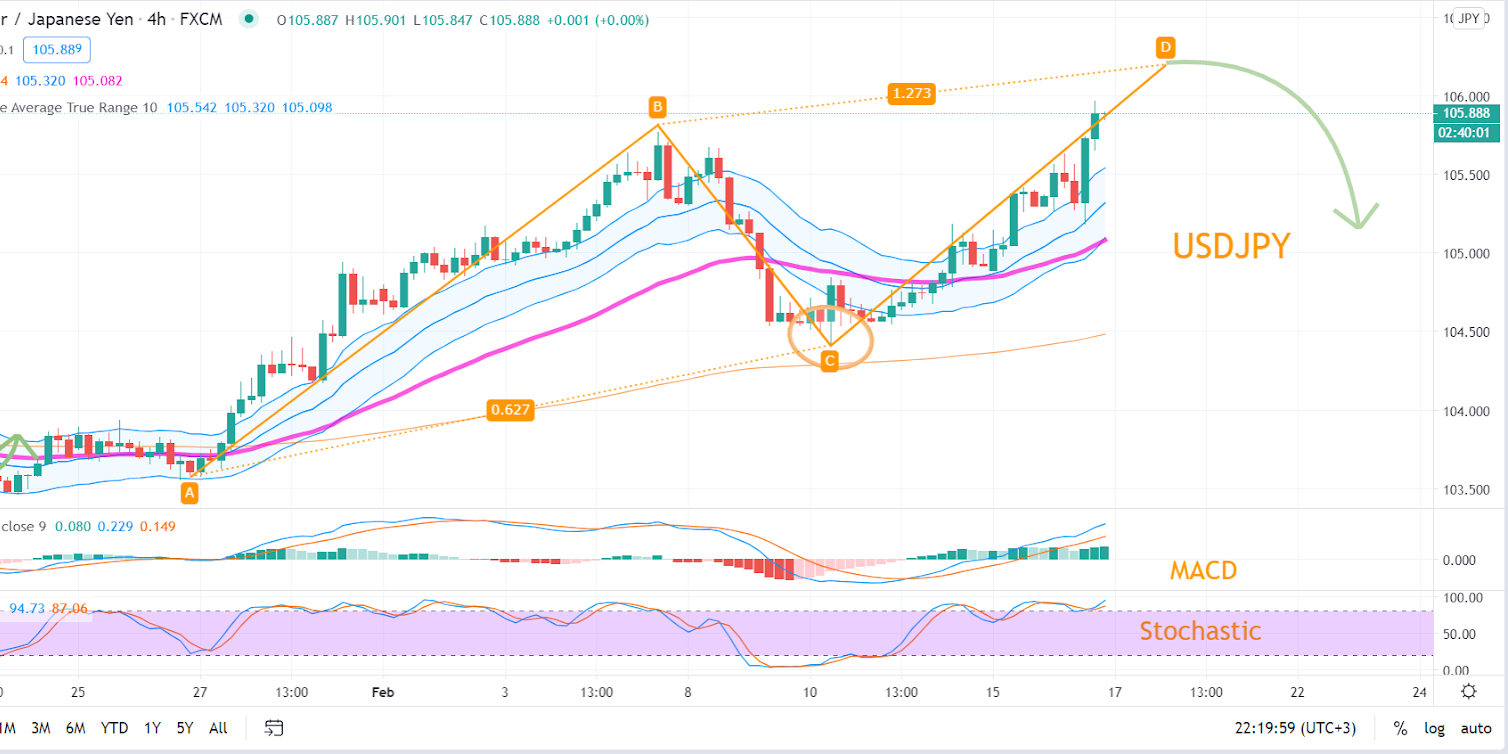 r / Japanese Yen · 4h · FXCM O105.887 H105.901 L105.847 C105.888 +0.001 (+0.00%)
JPY
0.1 105.889
4 105.320 105.082
e Average True Range 10 105.542 105.320 105.098
D
1.273
B
106.000
105.888
02:40:01
105.500
USDJPY
105.000
104.500
C
0.627
104.000
A
103.500
close 9 0.080 0.229 0.149
0.000
MACD
94.73 87.06
100.00
Stochastic
50.00
0.00
25 27 13:00 Feb 3 13:00 8 10 13:00 15 17 13:00 22 24
1M 3M 6M YTD 1Y 5Y All 22:19:59 (UTC+3) % log auto